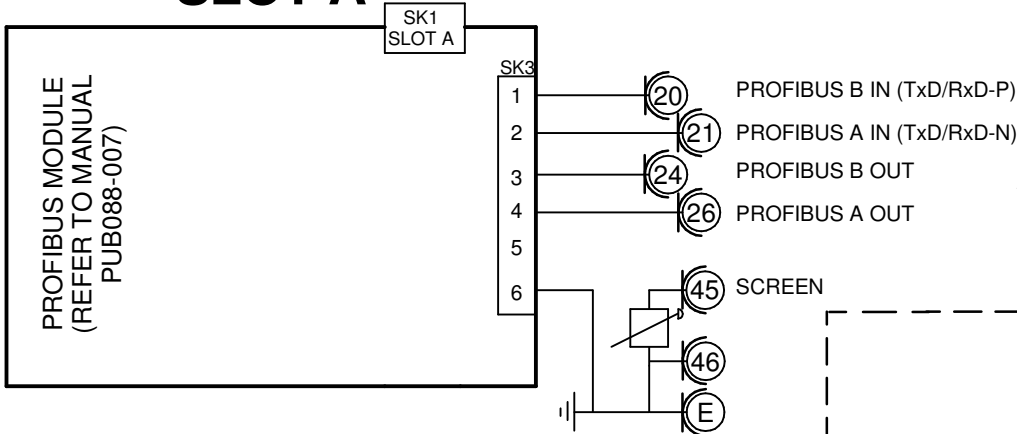 SK1
SLOT A
PROFIBUS MODULE
(REFER TO MANUAL
PUB088-007)
SK3
1
2
3
4
5
6
20 PROFIBUS B IN (TxD/RxD-P)
21 PROFIBUS A IN (TxD/RxD-N)
24 PROFIBUS B OUT
26 PROFIBUS A OUT
45 SCREEN
46
E